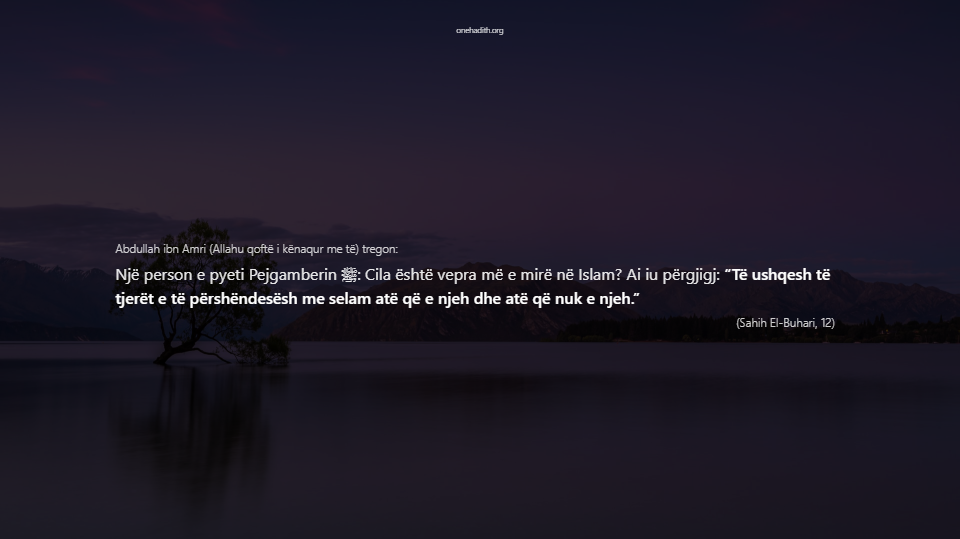 onehadith.org
Abdullah ibn Amri (Allahu qoftë i kënaqur me të) tregon:
Një person e pyeti Pejgamberin ﷺ: Cila është vepra më e mirë në Islam? Ai iu përgjigj: “Të ushqesh të
tjerët e të përshëndesësh me selam atë që e njeh dhe atë që nuk e njeh.”
(Sahih El-Buhari, 12)